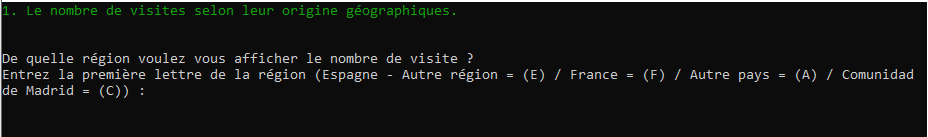 1. Le nombre de visites selon leur origine géographiques.
De quelle région voulez vous afficher le nombre de visite ?
Entrez la première lettre de la région (Espagne - Autre région = (E) / France = (F) / Autre pays = (A) / Comunidad
de Madrid = (C)) :